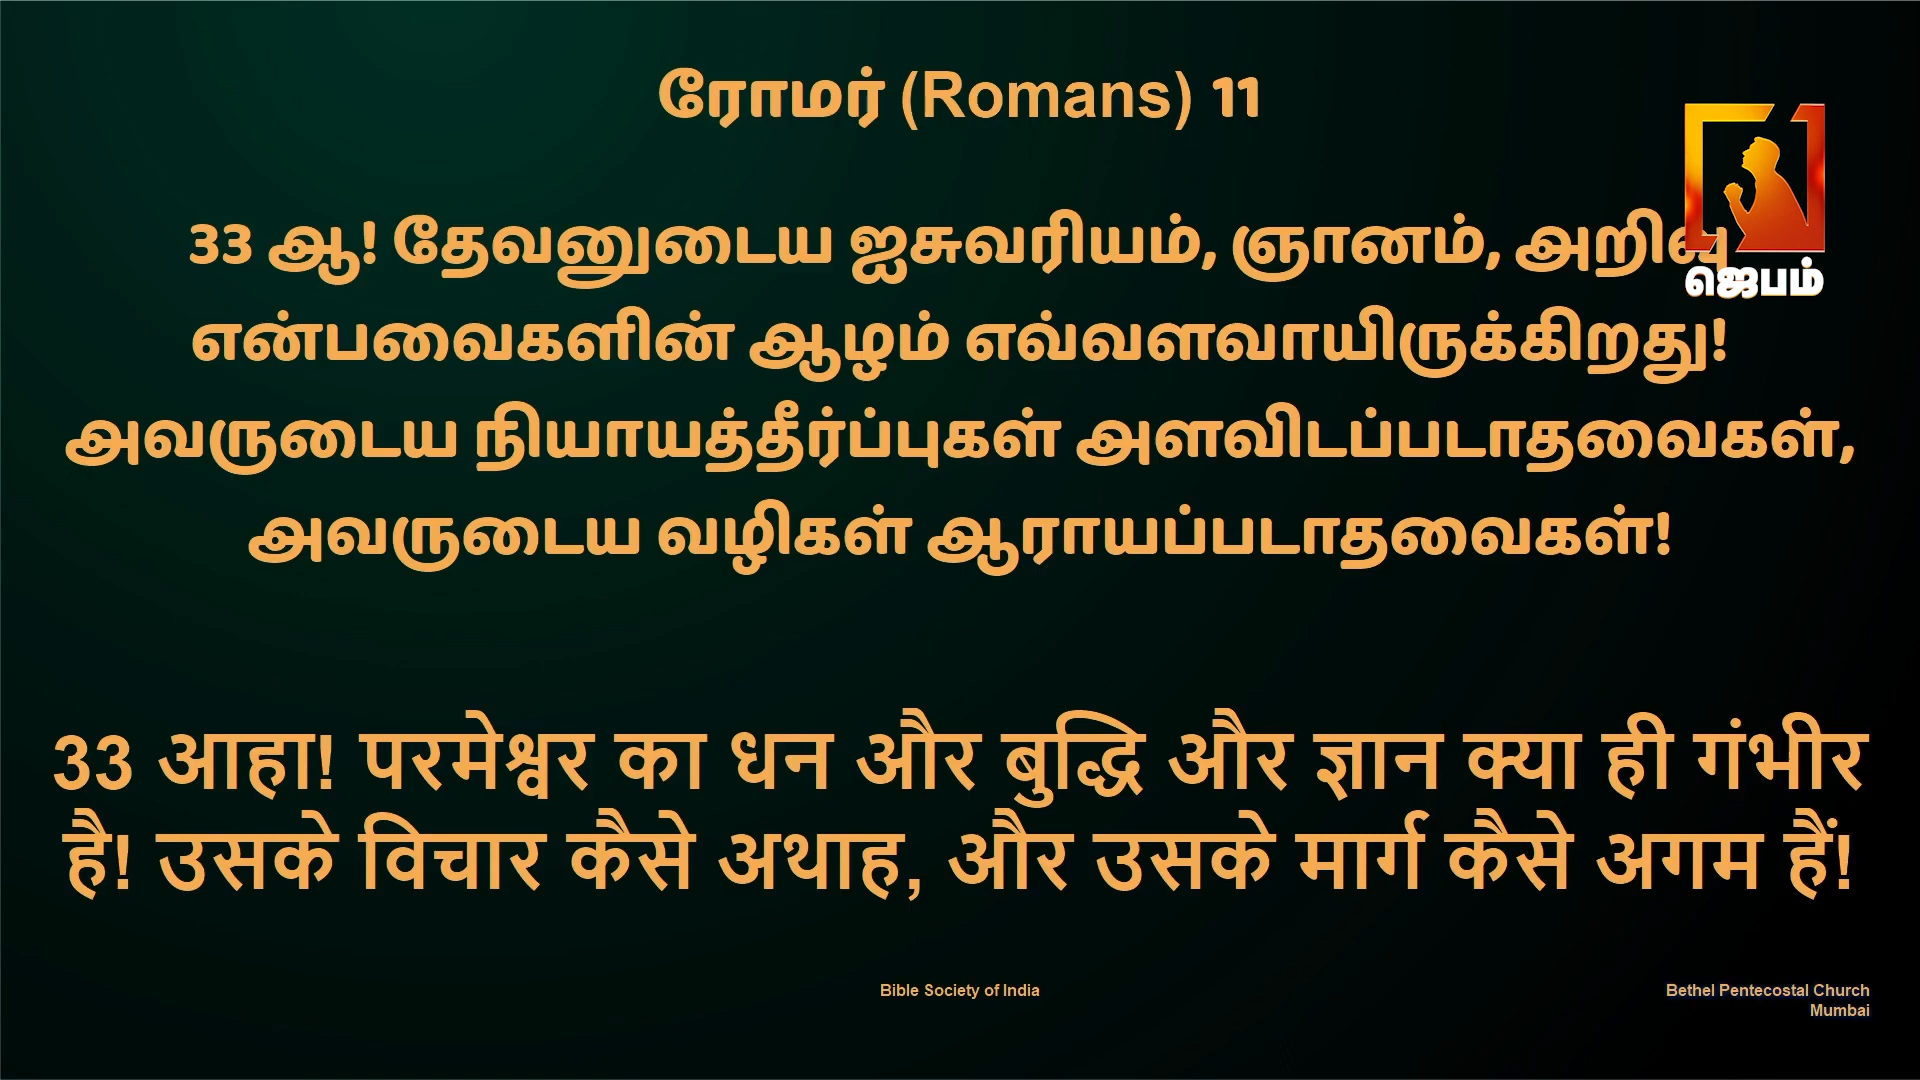 ரோமர் (Romans) 11
33 ஆ! தேவனுடைய ஐசுவரியம், ஞானம், அறிவு
ஜெபம்
என்பவைகளின் ஆழம் எவ்வளவாயிருக்கிறது!
அவருடைய நியாயத்தீர்ப்புகள் அளவிடப்படாதவைகள்,
அவருடைய வழிகள் ஆராயப்படாதவைகள்!
33 आहा! परमेश्वर का धन और बुद्धि और ज्ञान क्या ही गंभीर
है! उसके विचार कैसे अथाह, और उसके मार्ग कैसे अगम हैं!
Bible Society of India
Bethel Pentecostal Church
Mumbai